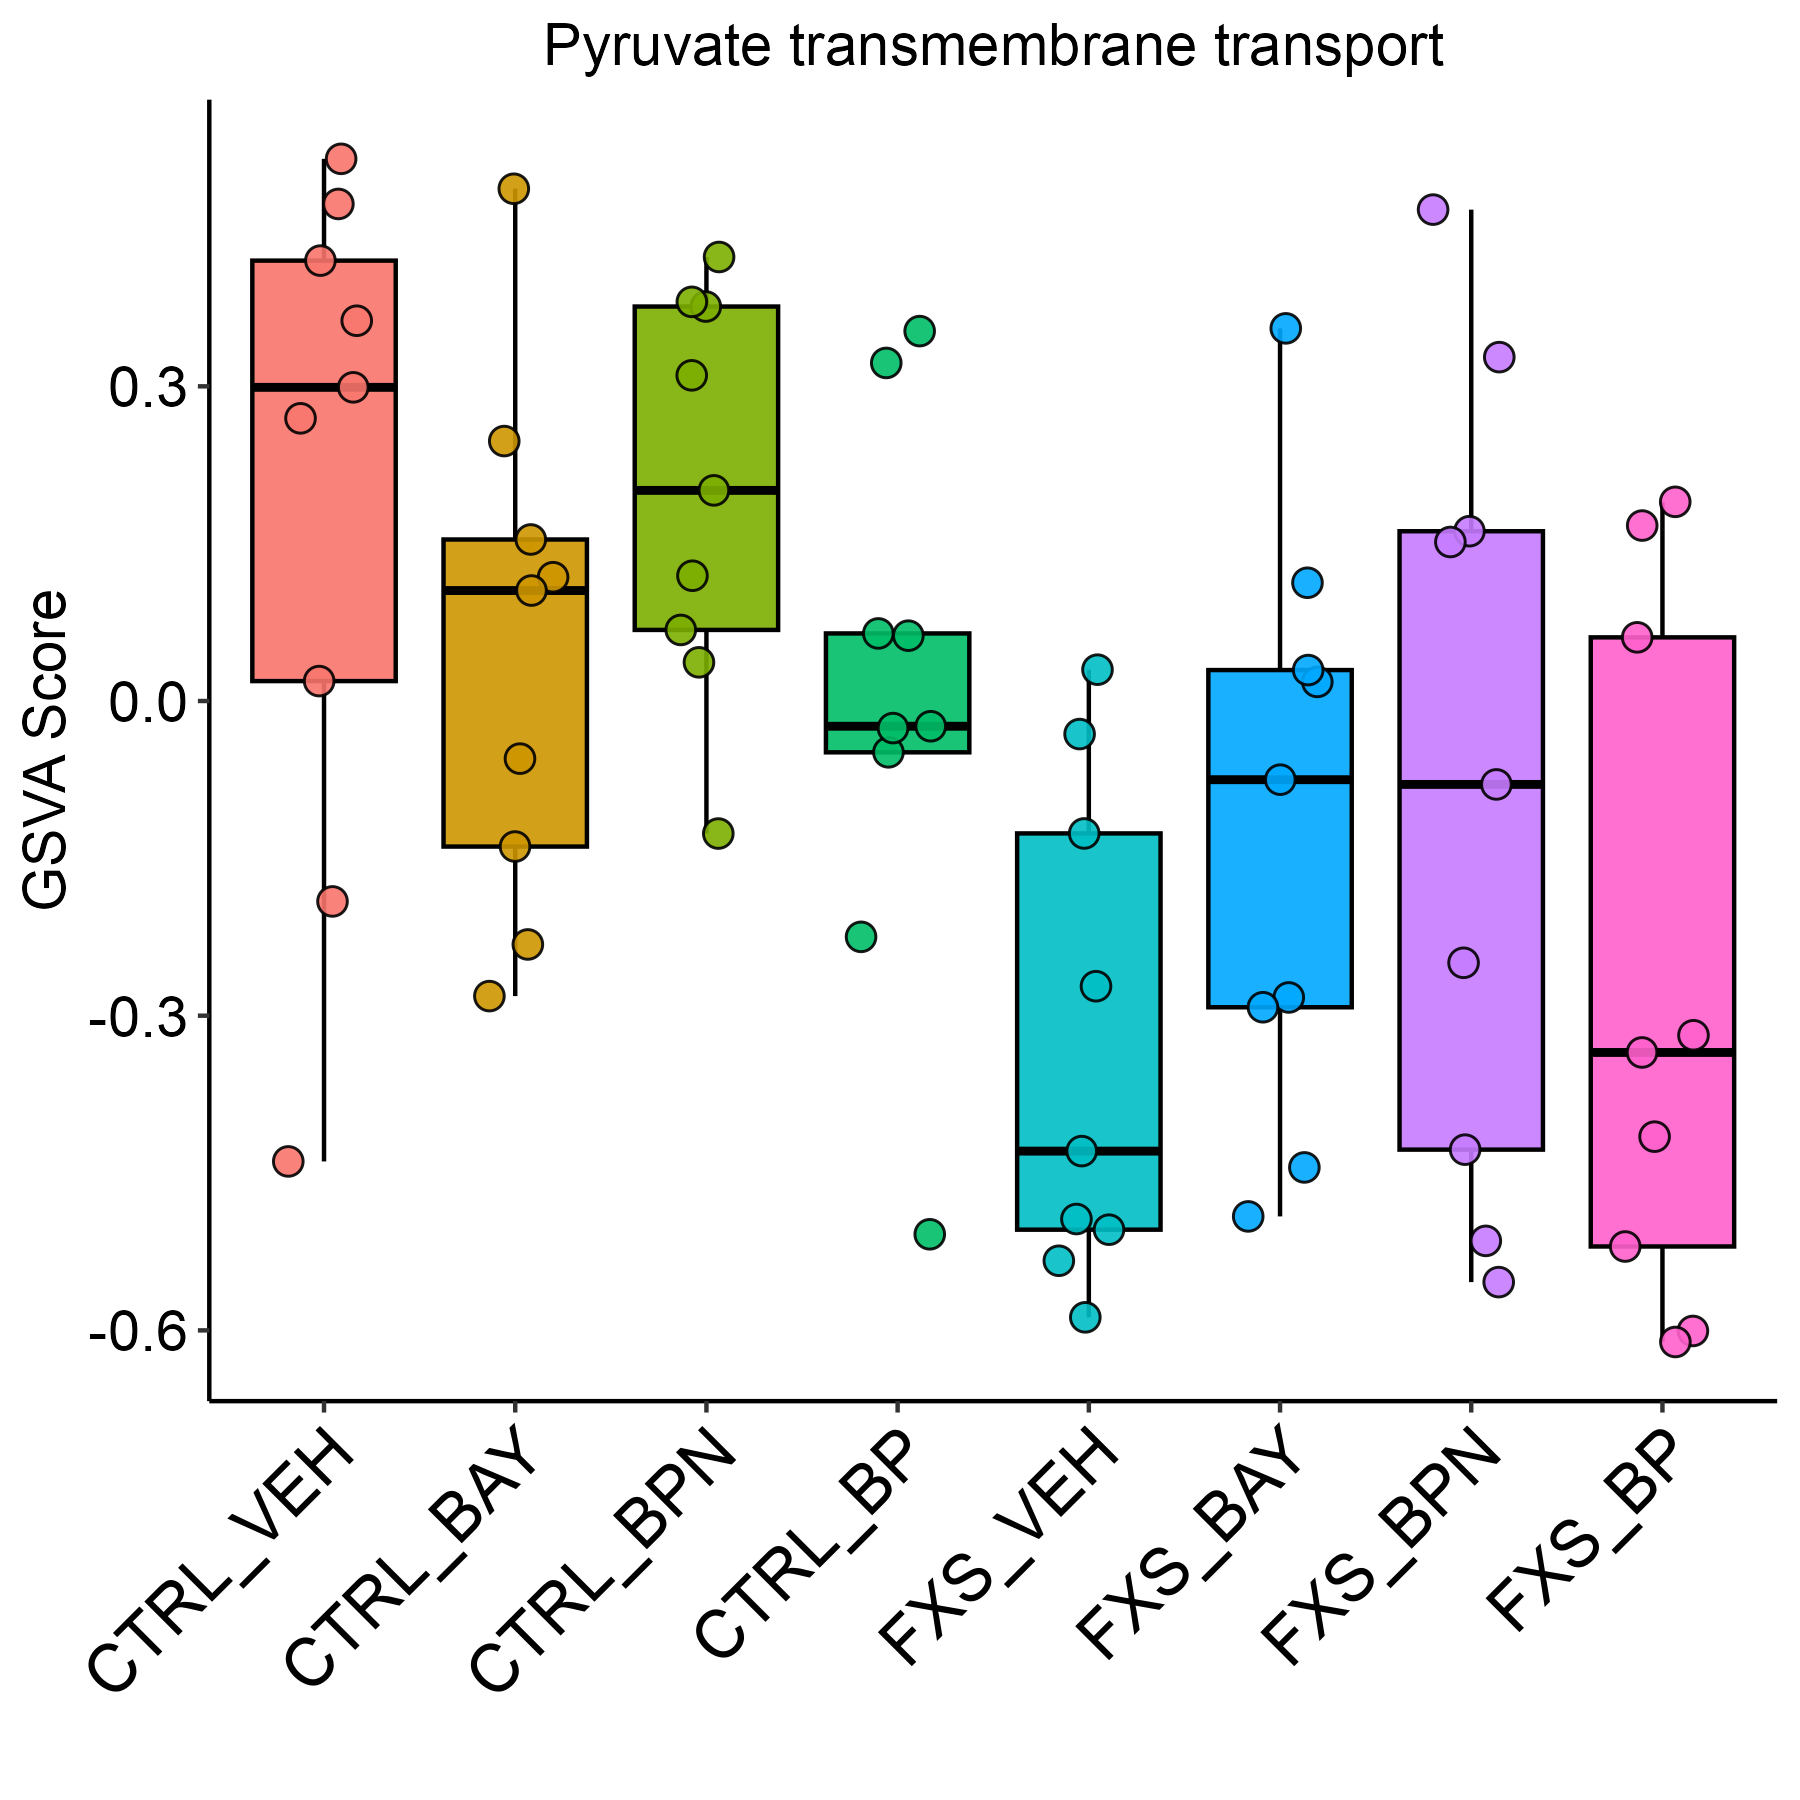 Pyruvate transmembrane transport
GSVA Score
0.3
0.0
-0.3
-0.6
CTRL_VEH
CTRL_BAY
CTRL_BPN
CTRL_BP
FXS_VEH
FXS_BAY
FXS_BPN
FXS_BP